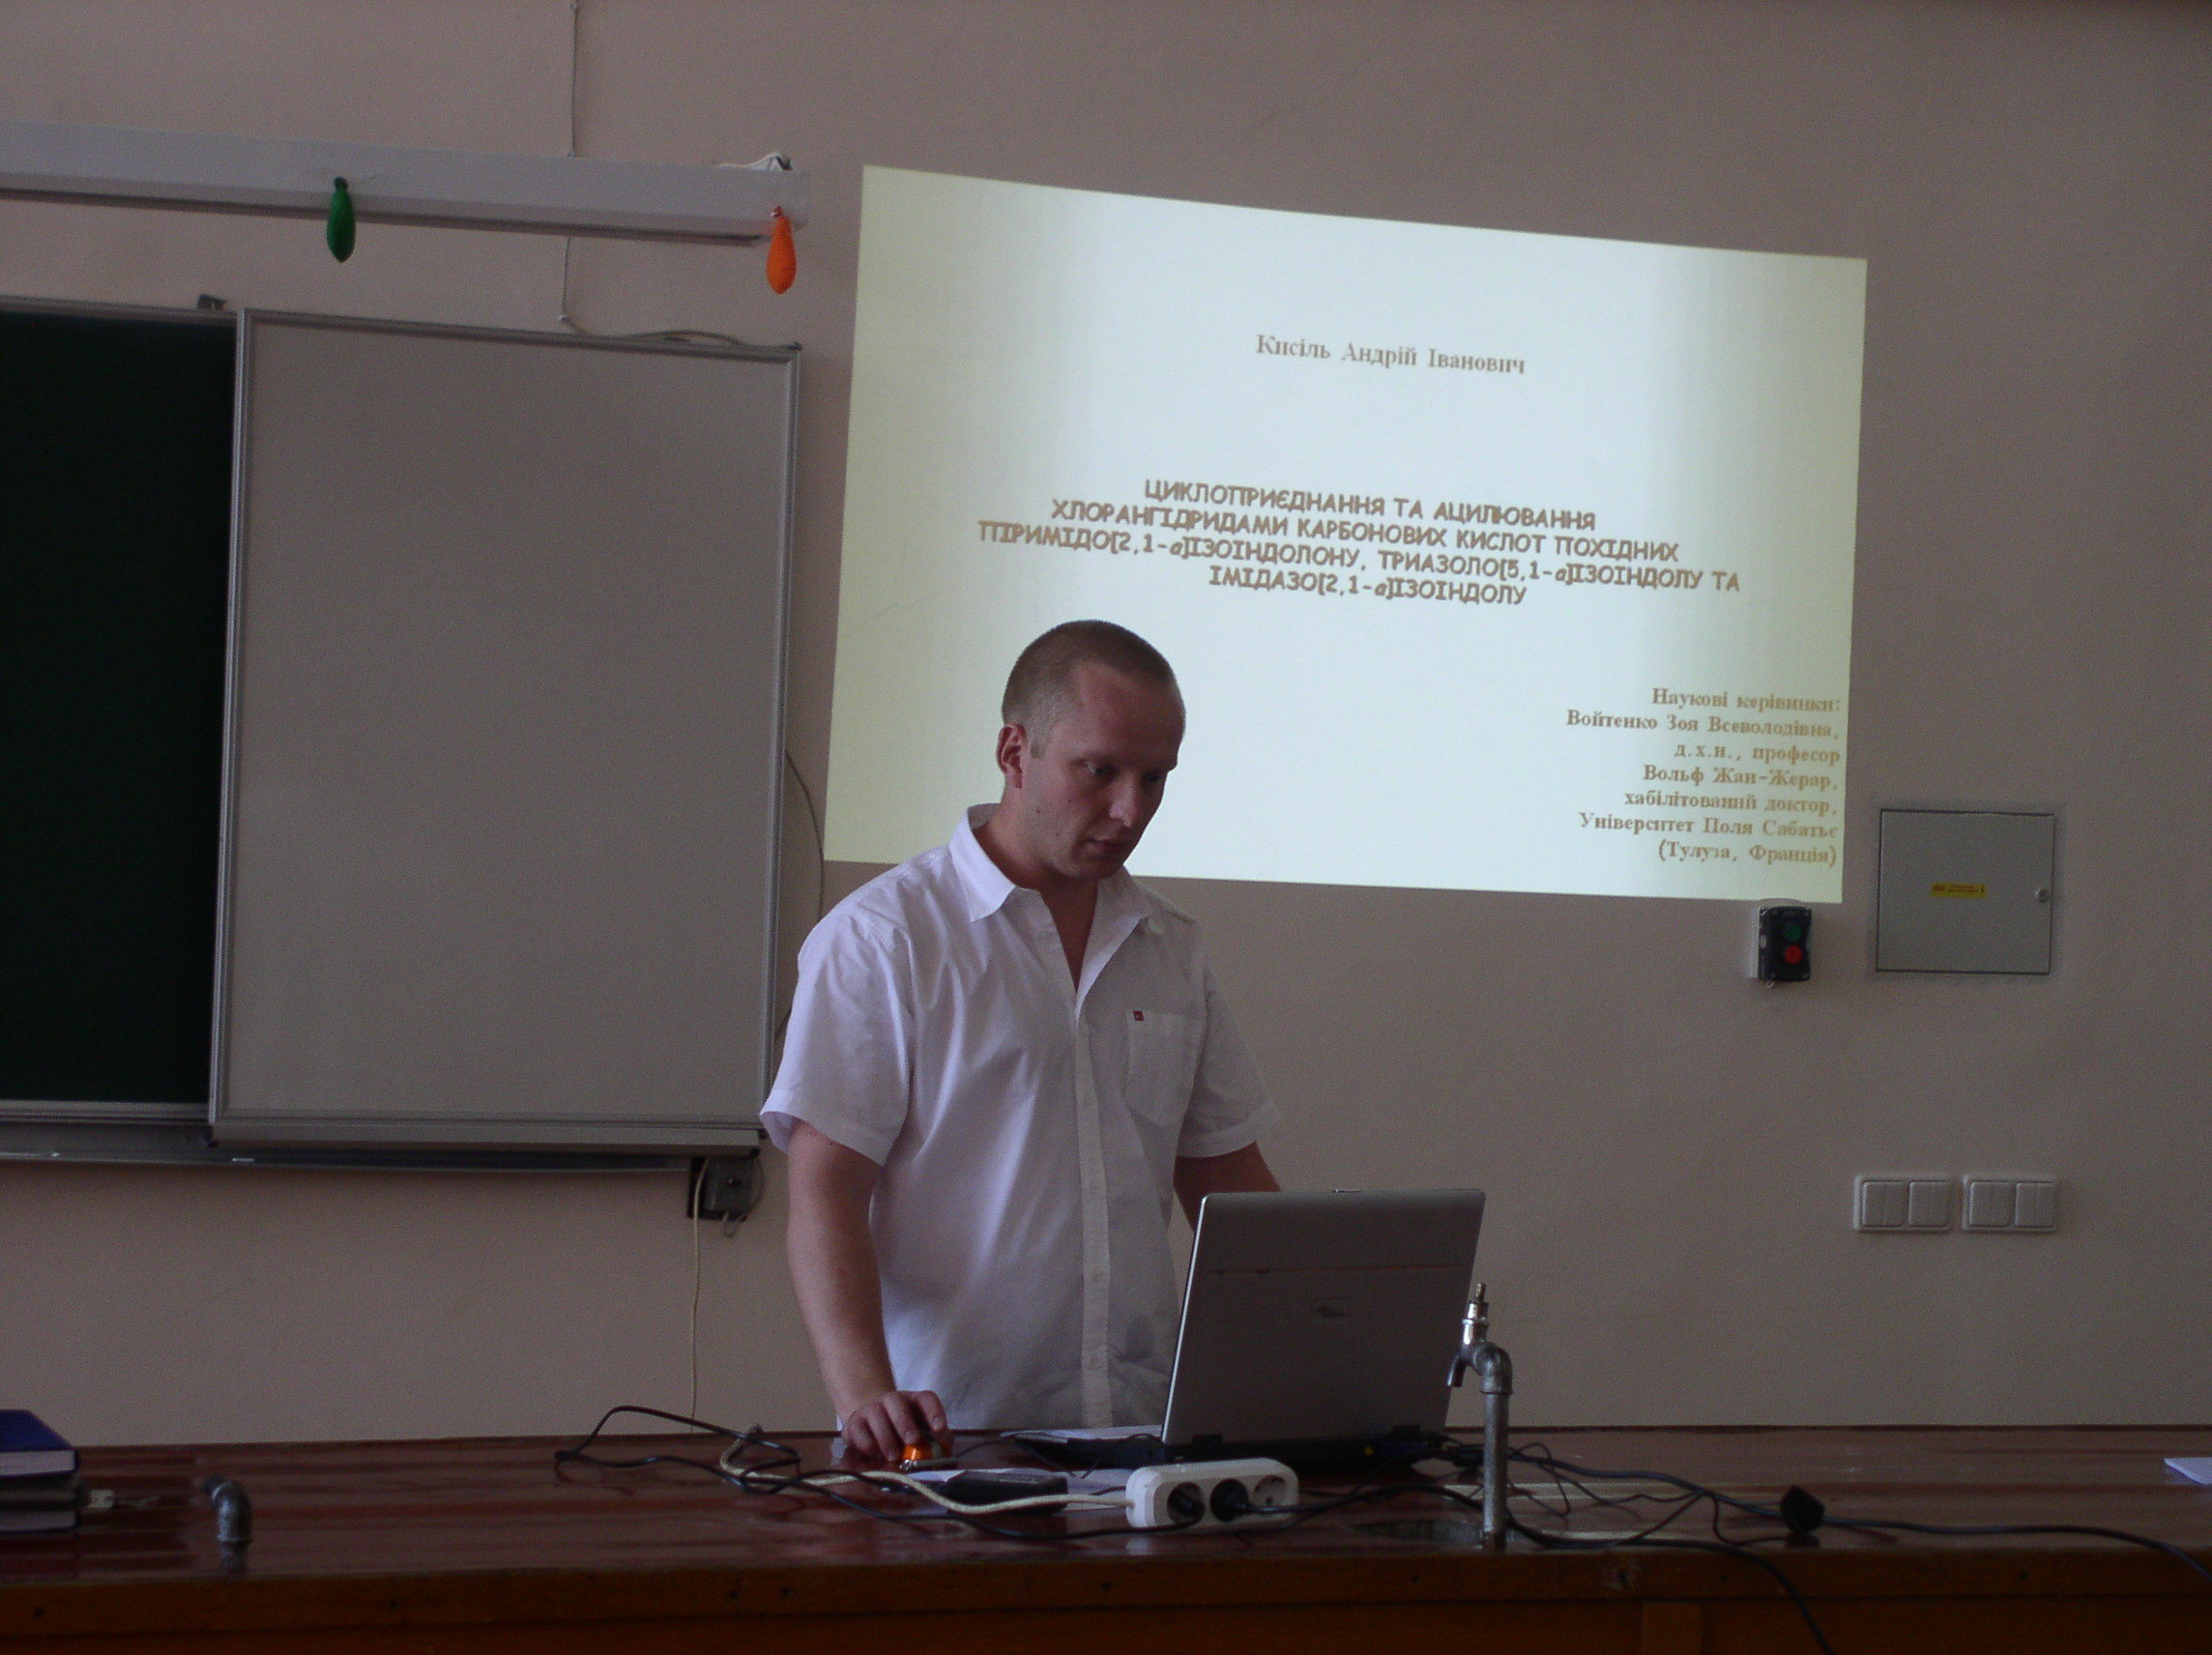 Кисіль Андрій Іванович
ЦИКЛОПРИЄДНАННЯ ТА АЦИЛЮВАННЯ
ХЛОРАНГІДРИДАМИ КАРБОНОВИХ КИСЛОТ ПОХІДНИХ
ПІРИМІДО[2,1-a]ІЗОІНДОЛОНУ, ТРИАЗОЛО[5,1-a]ІЗОІНДОЛУ ТА
ІМІДАЗО[2,1-a]ІЗОІНДОЛУ
Наукові керівники:
Войтенко Зоя Всеволодівна,
д.х.н., професор
Вольф Жан-Жерар,
хабілітований доктор,
Університет Поля Сабатьє
(Тулуза, Франція)